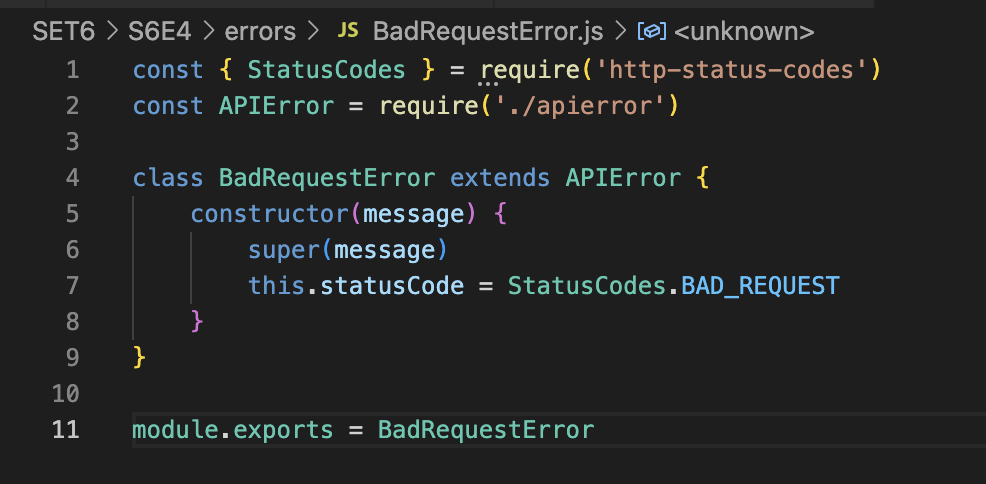 SET6 > S6E4 > errors > JS BadRequestError.js > <unknown>
1 const { StatusCodes } = require('http-status-codes')
2 const APIError = require('./apierror')
3
4 class BadRequestError extends APIError {
5     constructor(message) {
6         super(message)
7         this.statusCode = StatusCodes.BAD_REQUEST
8     }
9 }
10
11 module.exports = BadRequestError